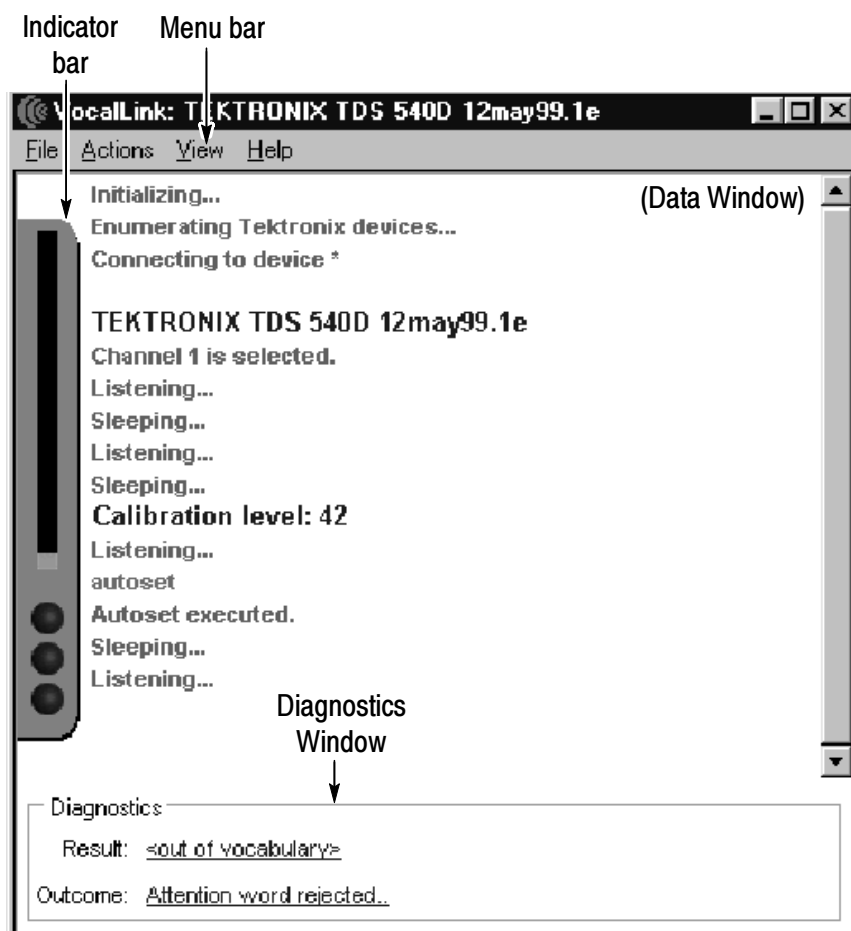 Indicator bar
Menu bar
VocalLink: TEKTRONIX TDS 540D 12may99.1e
File Actions View Help
(Data Window)
Initializing...
Enumerating Tektronix devices...
Connecting to device *
TEKTRONIX TDS 540D 12may99.1e
Channel 1 is selected.
Listening...
Sleeping...
Listening...
Sleeping...
Calibration level: 42
Listening...
autoset
Autoset executed.
Sleeping...
Listening...
Diagnostics
Window
Diagnostics
Result: <out of vocabulary>
Outcome: Attention word rejected..